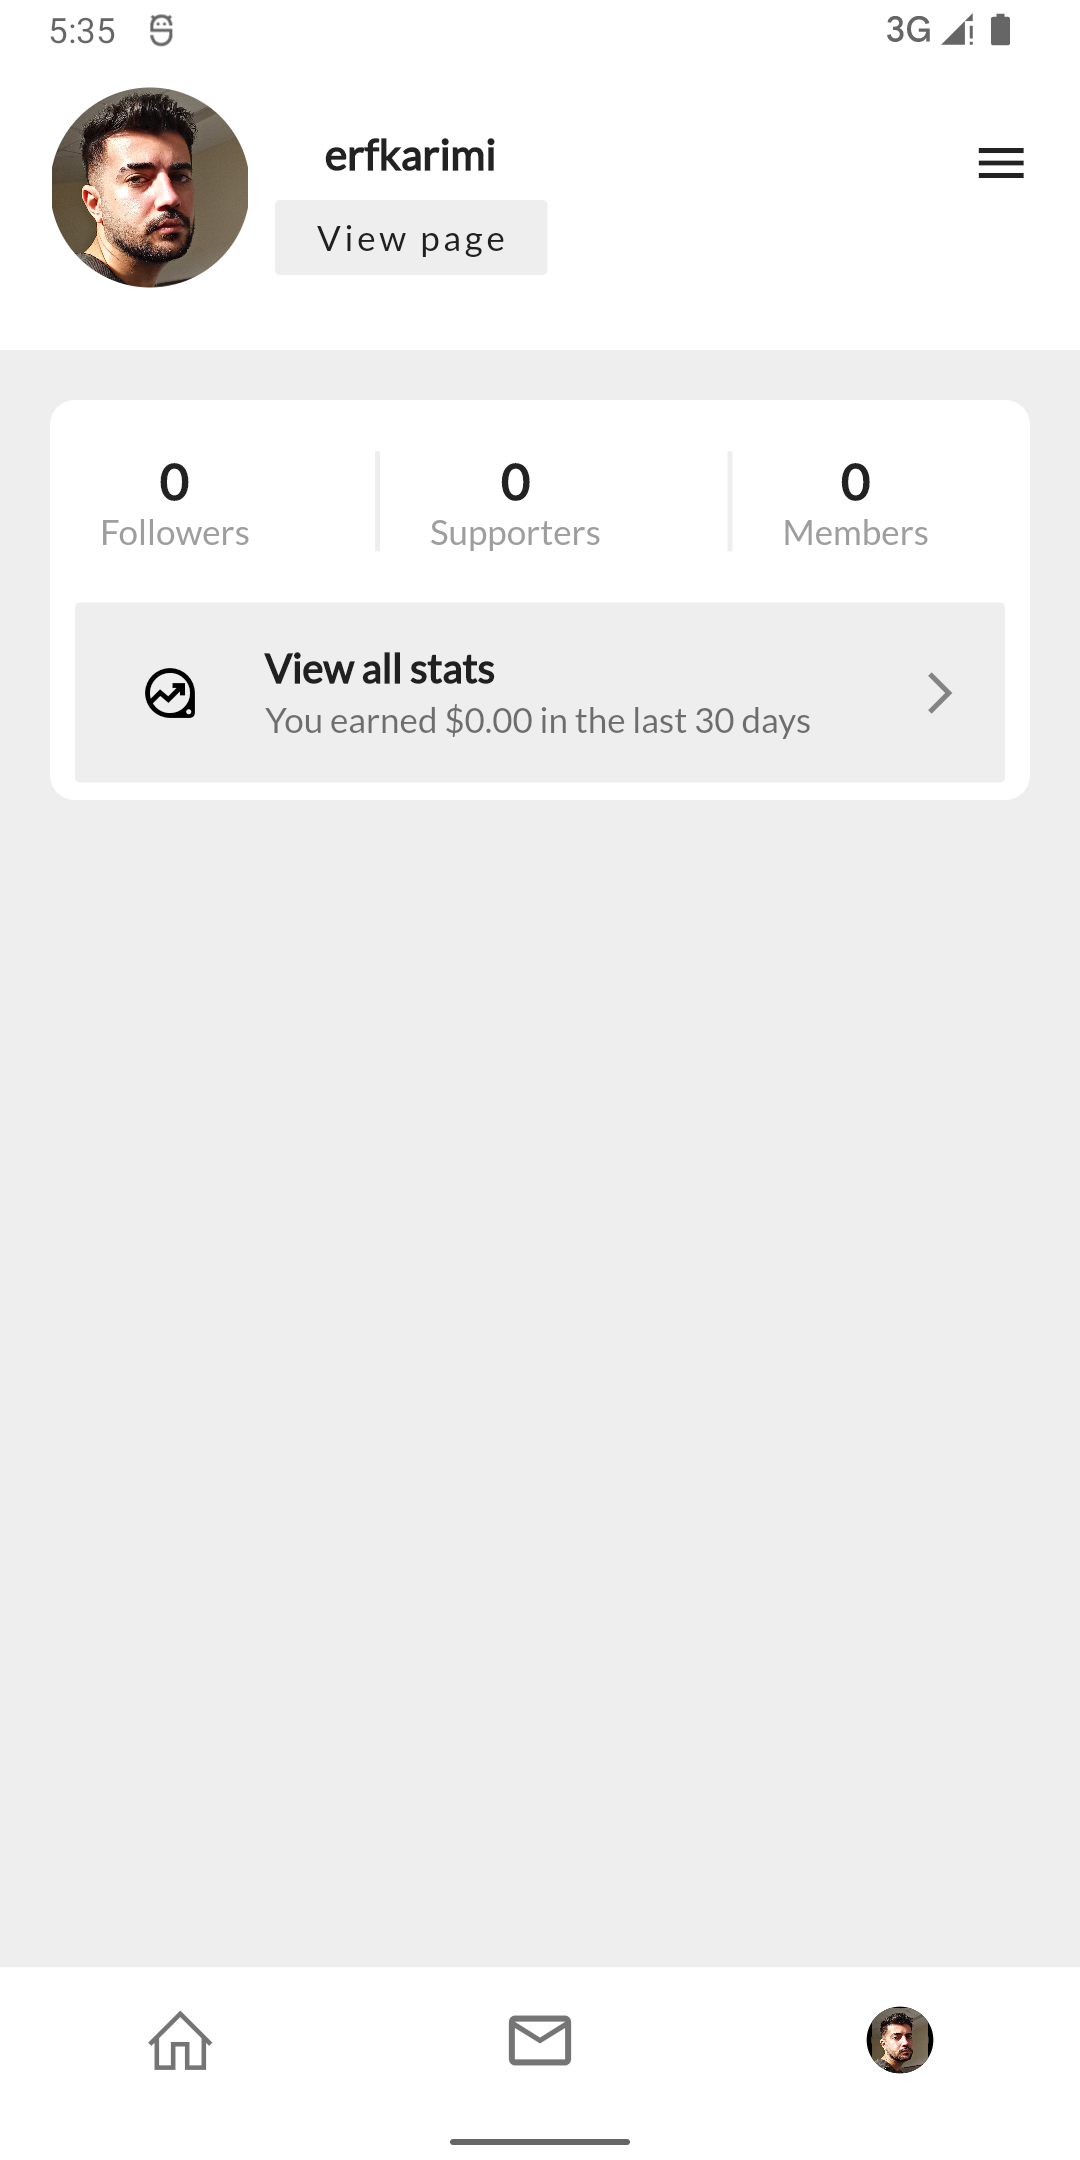 5:35 3G
erfkarimi
View page
0 0 0
Followers Supporters Members
View all stats
You earned $0.00 in the last 30 days